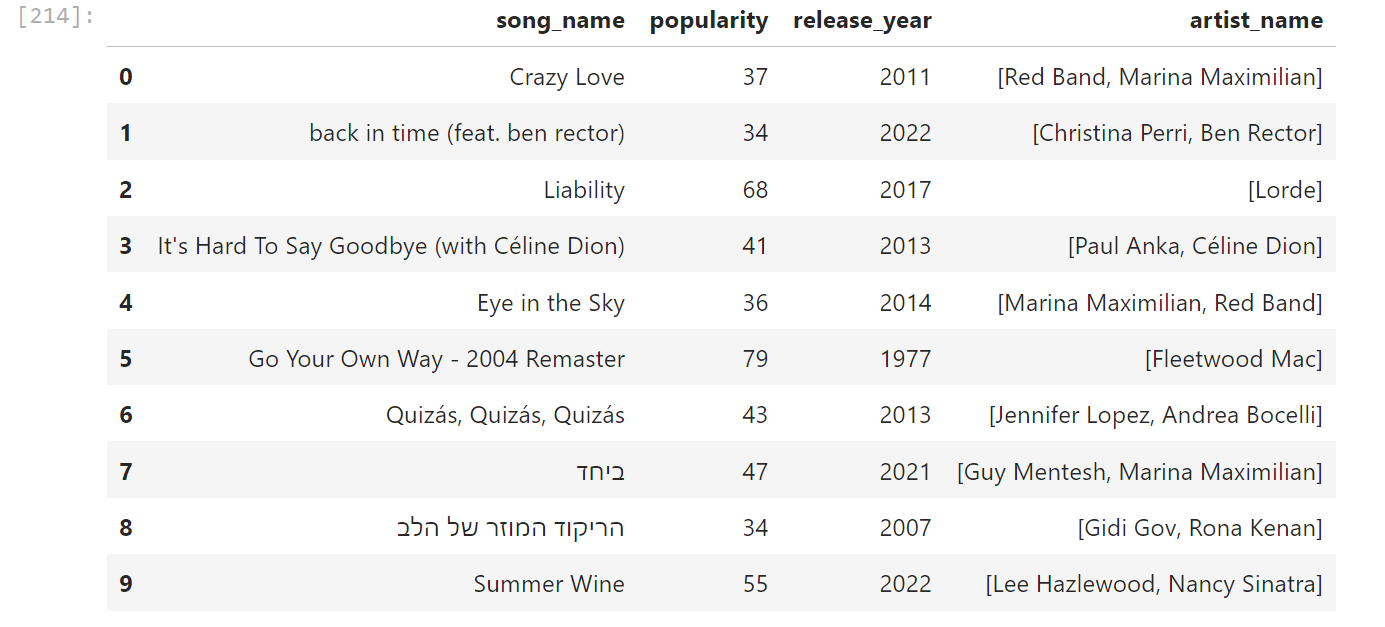 [214]:
song_name popularity release_year artist_name
0 Crazy Love 37 2011 [Red Band, Marina Maximilian]
1 back in time (feat. ben rector) 34 2022 [Christina Perri, Ben Rector]
2 Liability 68 2017 [Lorde]
3 It's Hard To Say Goodbye (with Céline Dion) 41 2013 [Paul Anka, Céline Dion]
4 Eye in the Sky 36 2014 [Marina Maximilian, Red Band]
5 Go Your Own Way - 2004 Remaster 79 1977 [Fleetwood Mac]
6 Quizás, Quizás, Quizás 43 2013 [Jennifer Lopez, Andrea Bocelli]
7 ביחד 47 2021 [Guy Mentesh, Marina Maximilian]
8 הריקוד המוזר של הלב 34 2007 [Gidi Gov, Rona Kenan]
9 Summer Wine 55 2022 [Lee Hazlewood, Nancy Sinatra]